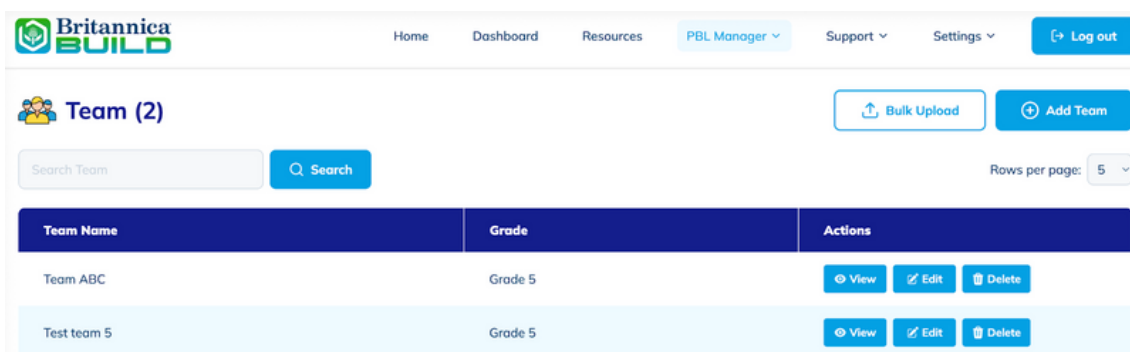 Britannica
BUILD
Home Dashboard Resources PBL Manager Support Settings Log out
Team (2)
Bulk Upload Add Team
Search Team Search Rows per page: 5
Team Name Grade Actions
Team ABC Grade 5 View Edit Delete
Test team 5 Grade 5 View Edit Delete